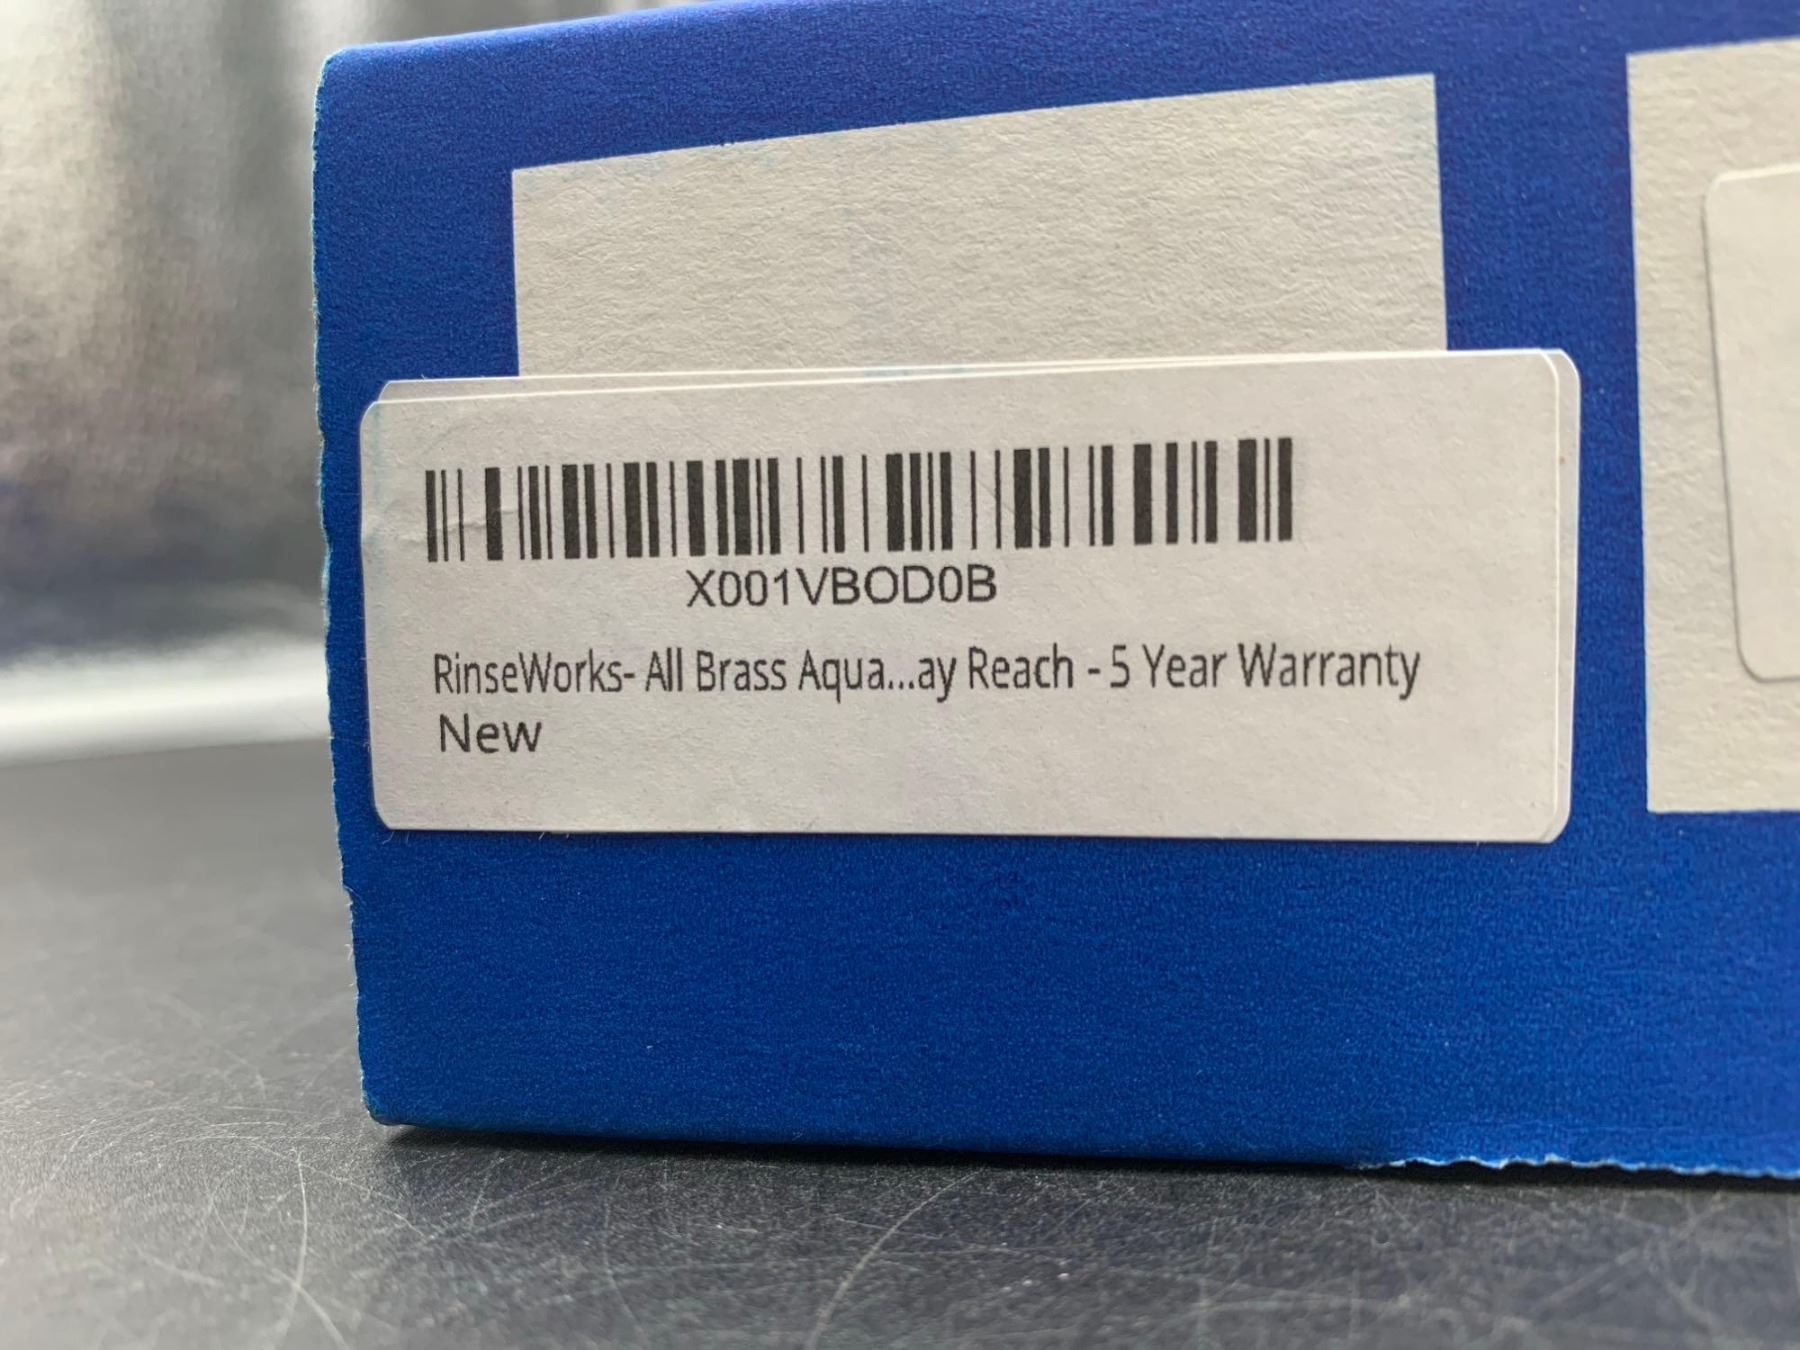 X001VBOD0B
RinseWorks- All Brass Aqua...ay Reach - 5 Year Warranty
New